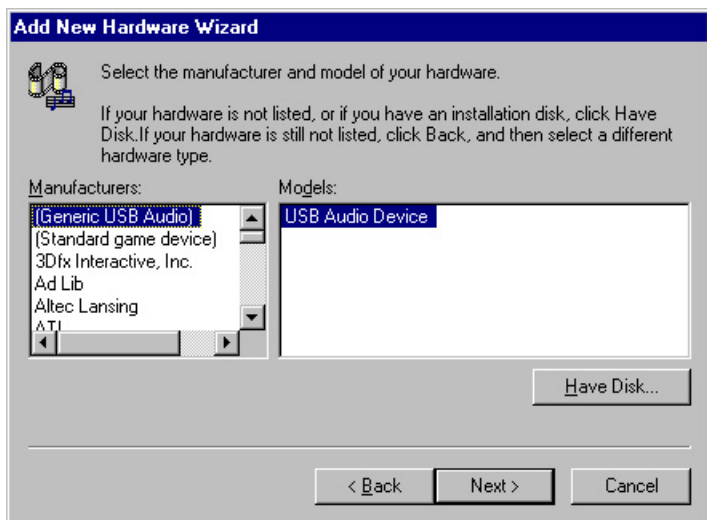 Add New Hardware Wizard
Select the manufacturer and model of your hardware.
If your hardware is not listed, or if you have an installation disk, click Have
Disk.If your hardware is still not listed, click Back, and then select a different
hardware type.
Manufacturers:
Models:
(Generic USB Audio)
USB Audio Device
(Standard game device)
3Dfx Interactive, Inc.
Ad Lib
Altec Lansing
ATI
Have Disk...
< Back
Next >
Cancel